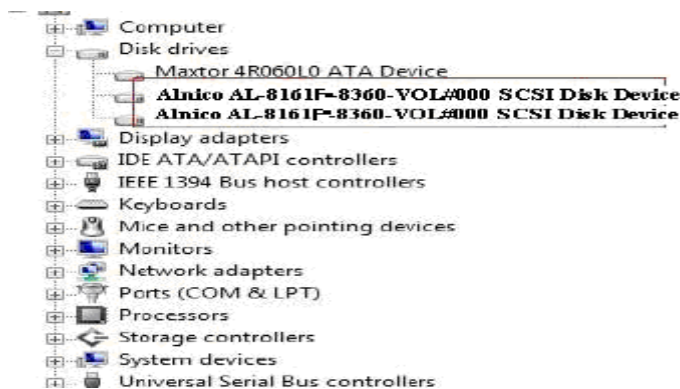 Computer
Disk drives
Maxtor 4R060L0 ATA Device
Alnico AL-8161F-8360-VOL#000 SCSI Disk Device
Alnico AL-8161F-8360-VOL#000 SCSI Disk Device
Display adapters
IDE ATA/ATAPI controllers
IEEE 1394 Bus host controllers
Keyboards
Mice and other pointing devices
Monitors
Network adapters
Ports (COM & LPT)
Processors
Storage controllers
System devices
Universal Serial Bus controllers